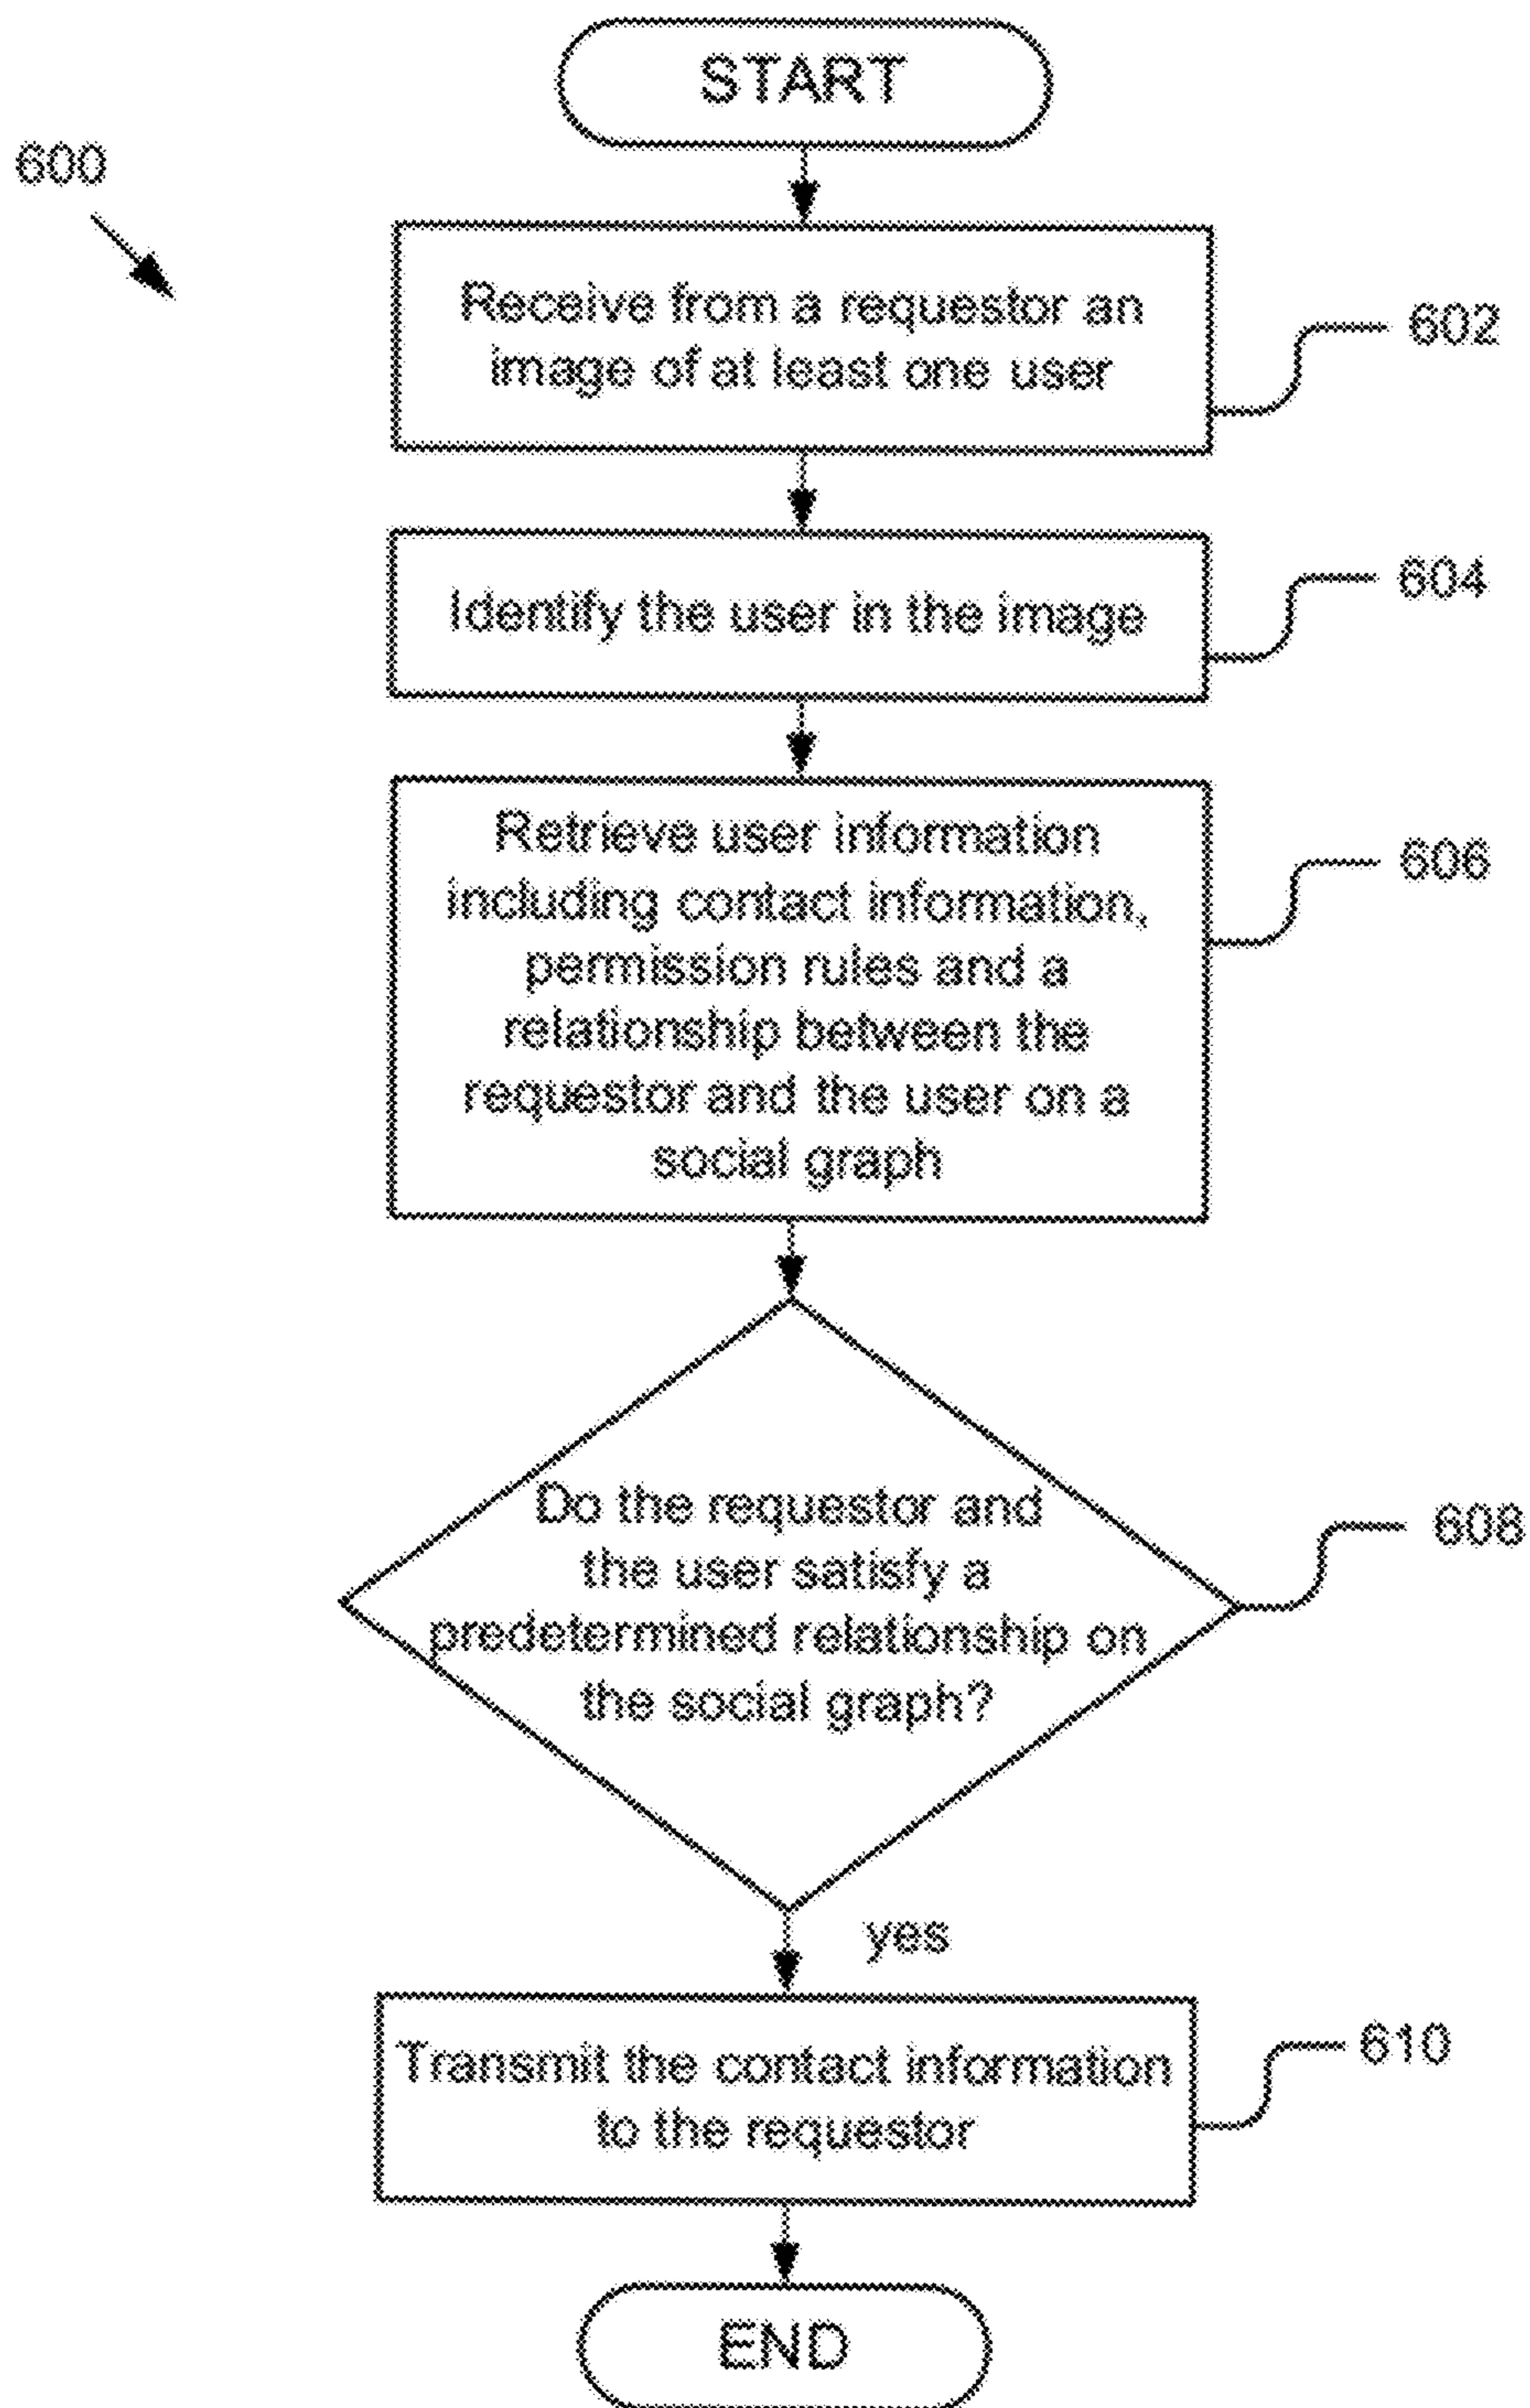 START
600
Receive from a requestor an
image of at least one user
602
Identify the user in the image
604
Retrieve user information
including contact information,
permission rules and a
relationship between the
requestor and the user on a
social graph
606
Do the requestor and
the user satisfy a
predetermined relationship on
the social graph?
608
yes
Transmit the contact information
to the requestor
610
END